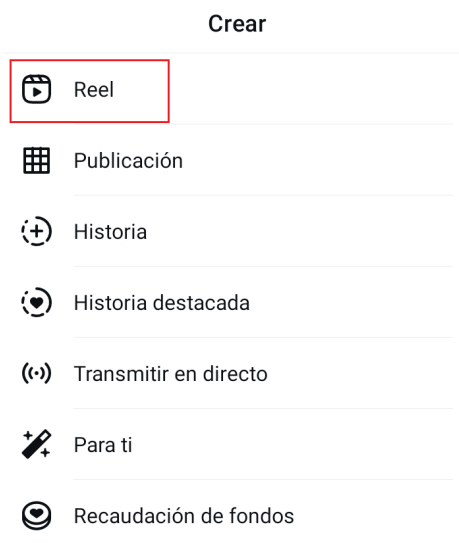 Crear
Reel
Publicación
Historia
Historia destacada
Transmitir en directo
Para ti
Recaudación de fondos